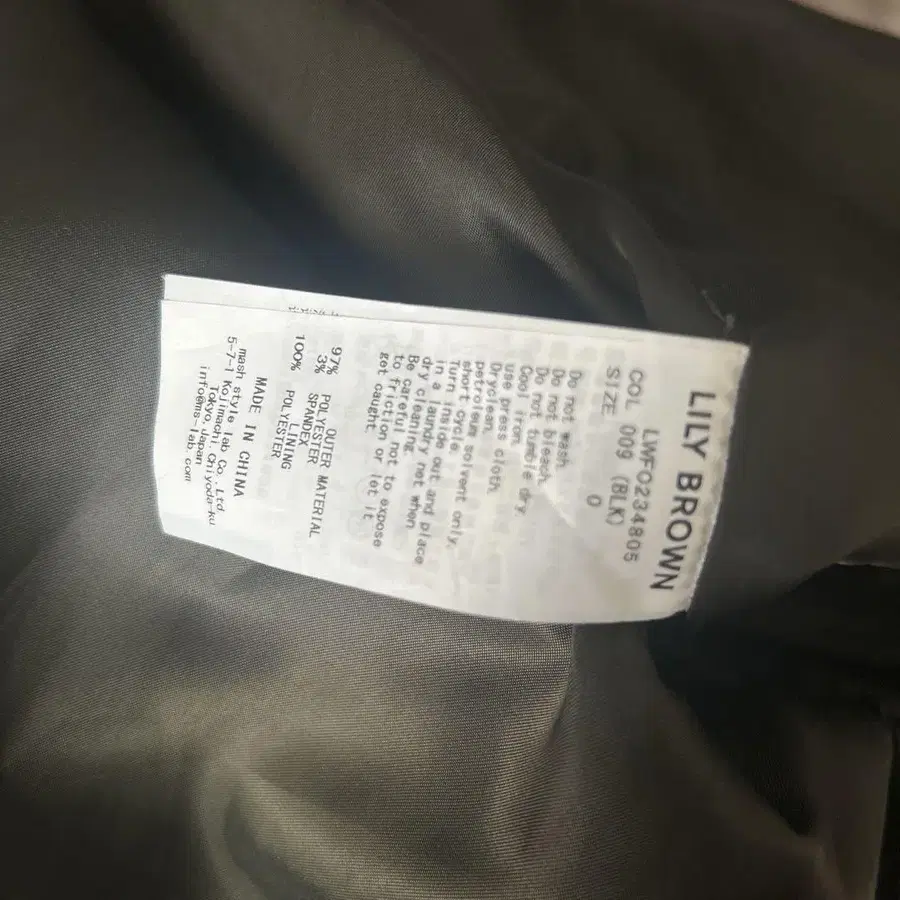 LILY BROWN
LWFO234805
COL 009 (BLK)
SIZE 0
Do not wash.
Do not bleach.
Do not tumble dry.
Cool iron.
use press cloth.
Dryclean.
petroleum solvent only,
short cycle.
Turn inside out and place
in a laundry net when
dry cleaning.
Be careful not to expose
to friction or let it
get caught.
OUTER MATERIAL
97% POLYESTER
3% SPANDEX
LINING
100% POLYESTER
MADE IN CHINA
mash style lab Co.,Ltd.
5-7-1 Kojimachi, Chiyoda-ku
Tokyo,Japan
info@ms-lab.com